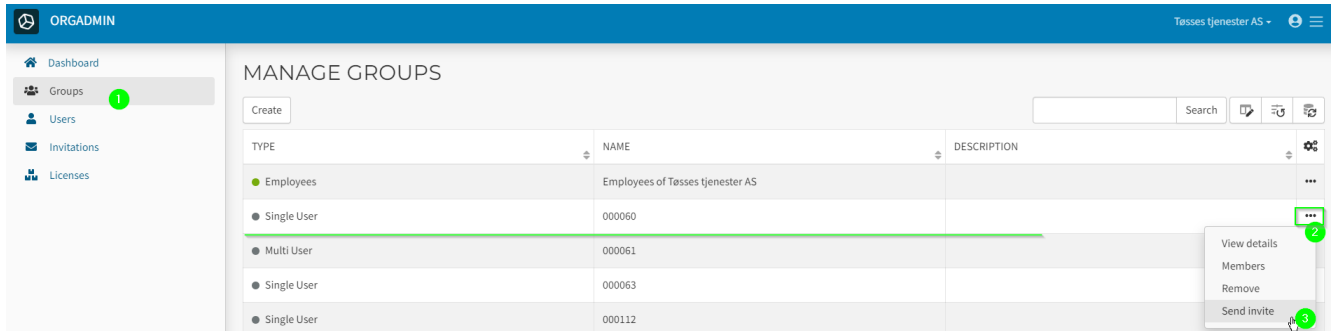 ORGADMIN
Tøsses tjenester AS
Dashboard
Groups
1
Users
Invitations
Licenses
MANAGE GROUPS
Create
Search
TYPE NAME DESCRIPTION
Employees Employees of Tøsses tjenester AS
Single User 000060
2
Multi User 000061
Single User 000063
Single User 000112
View details
Members
Remove
Send invite
3